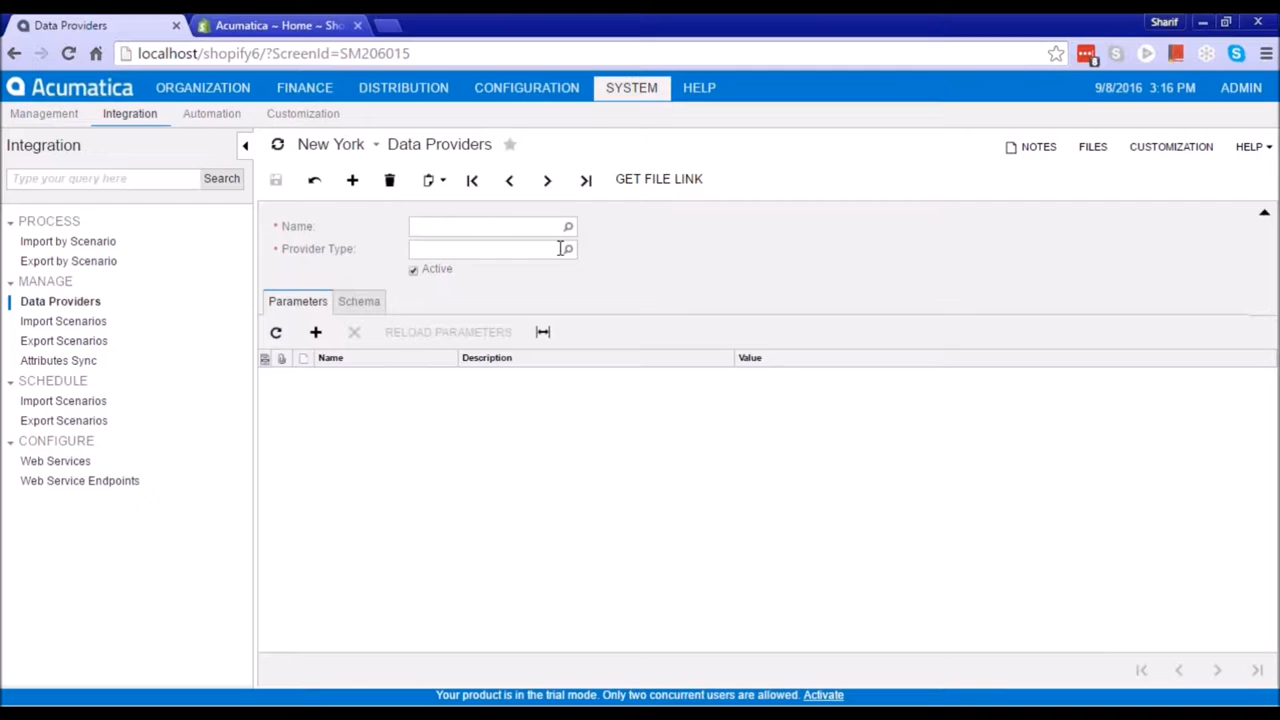 Data Providers
Acumatica ~ Home ~ Sho
Sharif
localhost/shopify6/?ScreenId=SM206015
Acumatica
ORGANIZATION
FINANCE
DISTRIBUTION
CONFIGURATION
SYSTEM
HELP
9/8/2016 3:16 PM
ADMIN
Management
Integration
Automation
Customization
Integration
New York
Data Providers
NOTES
FILES
CUSTOMIZATION
HELP
Type your query here
Search
GET FILE LINK
PROCESS
Import by Scenario
Export by Scenario
MANAGE
Data Providers
Import Scenarios
Export Scenarios
Attributes Sync
SCHEDULE
Import Scenarios
Export Scenarios
CONFIGURE
Web Services
Web Service Endpoints
* Name:
* Provider Type:
Active
Parameters
Schema
RELOAD PARAMETERS
Name
Description
Value
Your product is in the trial mode. Only two concurrent users are allowed. Activate